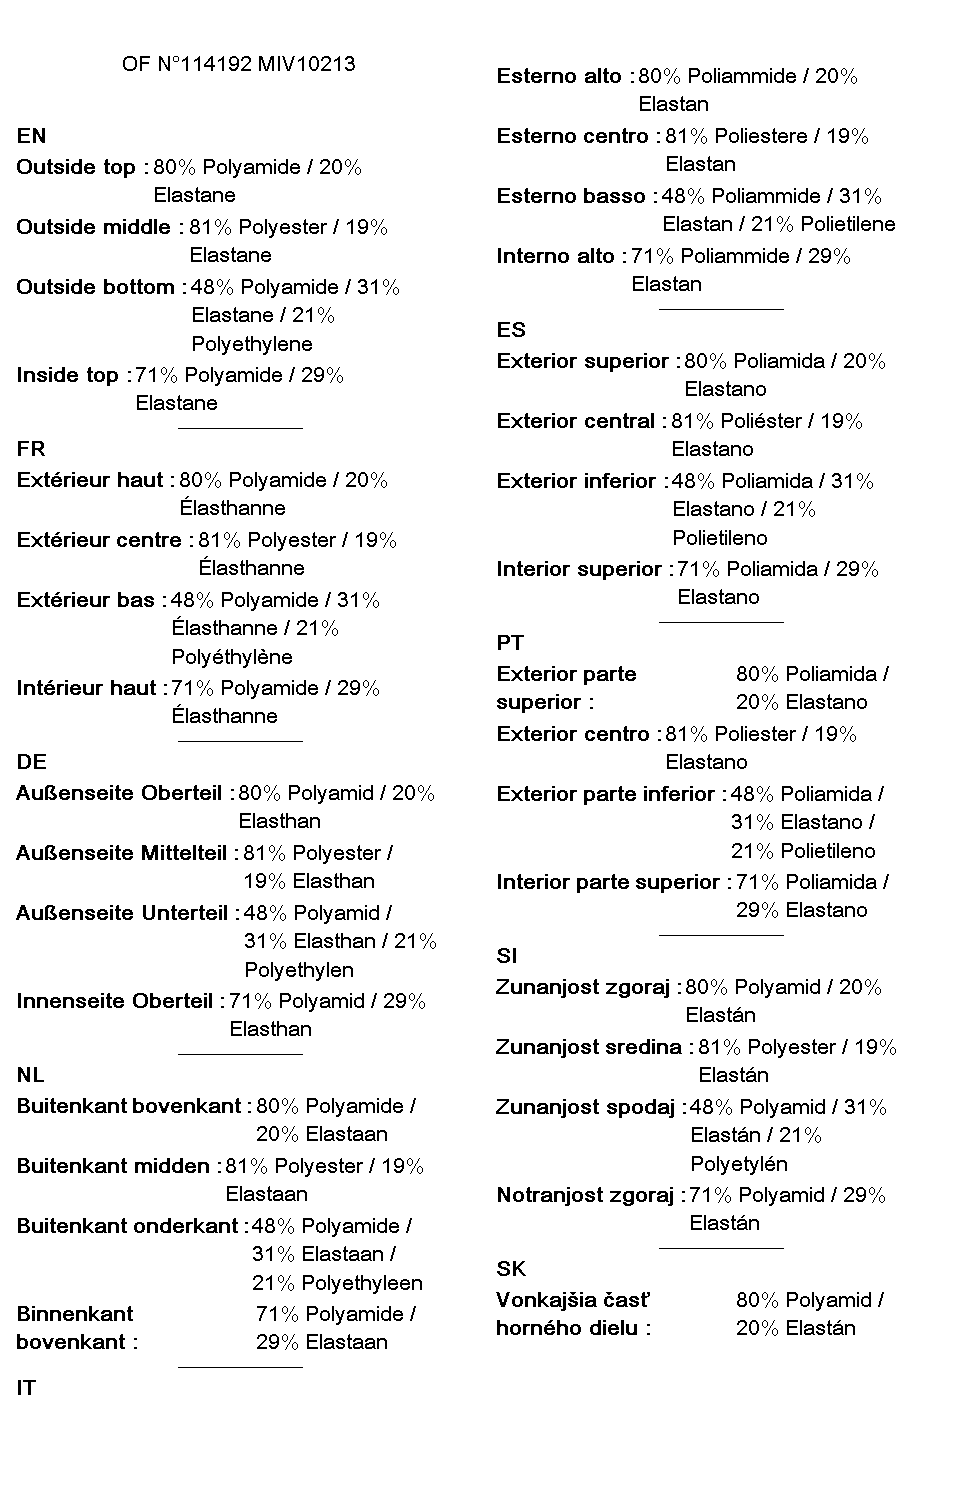 OF N°114192 MIV10213
EN
Outside top : 80% Polyamide / 20%
Elastane
Outside middle : 81% Polyester / 19%
Elastane
Outside bottom : 48% Polyamide / 31%
Elastane / 21%
Polyethylene
Inside top : 71% Polyamide / 29%
Elastane
FR
Extérieur haut : 80% Polyamide / 20%
Élasthanne
Extérieur centre : 81% Polyester / 19%
Élasthanne
Extérieur bas : 48% Polyamide / 31%
Élasthanne / 21%
Polyéthylène
Intérieur haut : 71% Polyamide / 29%
Élasthanne
DE
Außenseite Oberteil : 80% Polyamid / 20%
Elasthan
Außenseite Mittelteil : 81% Polyester /
19% Elasthan
Außenseite Unterteil : 48% Polyamid /
31% Elasthan / 21%
Polyethylen
Innenseite Oberteil : 71% Polyamid / 29%
Elasthan
NL
Buitenkant bovenkant : 80% Polyamide /
20% Elastaan
Buitenkant midden : 81% Polyester / 19%
Elastaan
Buitenkant onderkant : 48% Polyamide /
31% Elastaan /
21% Polyethyleen
Binnenkant 71% Polyamide /
bovenkant : 29% Elastaan
IT
Esterno alto : 80% Poliammide / 20%
Elastan
Esterno centro : 81% Poliestere / 19%
Elastan
Esterno basso : 48% Poliammide / 31%
Elastan / 21% Polietilene
Interno alto : 71% Poliammide / 29%
Elastan
ES
Exterior superior : 80% Poliamida / 20%
Elastano
Exterior central : 81% Poliéster / 19%
Elastano
Exterior inferior : 48% Poliamida / 31%
Elastano / 21%
Polietileno
Interior superior : 71% Poliamida / 29%
Elastano
PT
Exterior parte 80% Poliamida /
superior : 20% Elastano
Exterior centro : 81% Poliester / 19%
Elastano
Exterior parte inferior : 48% Poliamida /
31% Elastano /
21% Polietileno
Interior parte superior : 71% Poliamida /
29% Elastano
SI
Zunanjost zgoraj : 80% Polyamid / 20%
Elastán
Zunanjost sredina : 81% Polyester / 19%
Elastán
Zunanjost spodaj : 48% Polyamid / 31%
Elastán / 21%
Polyetylén
Notranjost zgoraj : 71% Polyamid / 29%
Elastán
SK
Vonkajšia časť 80% Polyamid /
horného dielu : 20% Elastán